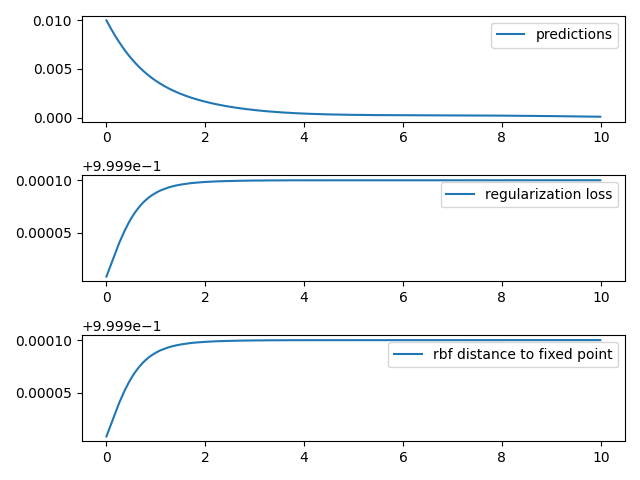 0.010
0.005
0.000
predictions
0 2 4 6 8 10
+9.999e−1
0.00010
0.00005
regularization loss
0 2 4 6 8 10
+9.999e−1
0.00010
0.00005
rbf distance to fixed point
0 2 4 6 8 10